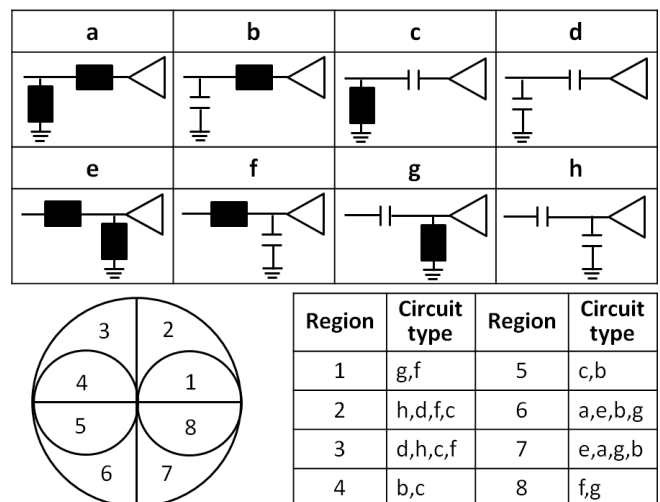 a b c d
e f g h
3 2
4 1
5 8
6 7
Region Circuit type Region Circuit type
1 g,f 5 c,b
2 h,d,f,c 6 a,e,b,g
3 d,h,c,f 7 e,a,g,b
4 b,c 8 f,g